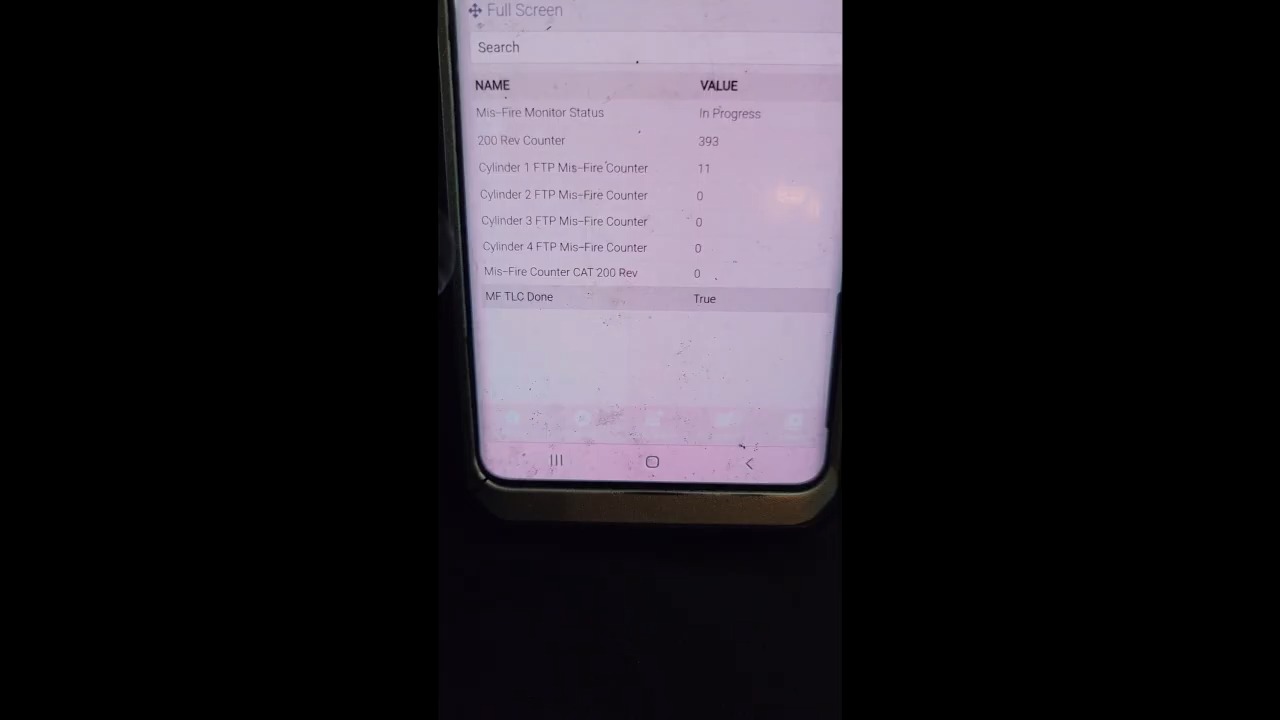 Full Screen
Search
NAME VALUE
Mis-Fire Monitor Status In Progress
200 Rev Counter 393
Cylinder 1 FTP Mis-Fire Counter 11
Cylinder 2 FTP Mis-Fire Counter 0
Cylinder 3 FTP Mis-Fire Counter 0
Cylinder 4 FTP Mis-Fire Counter 0
Mis-Fire Counter CAT 200 Rev 0
MF TLC Done True